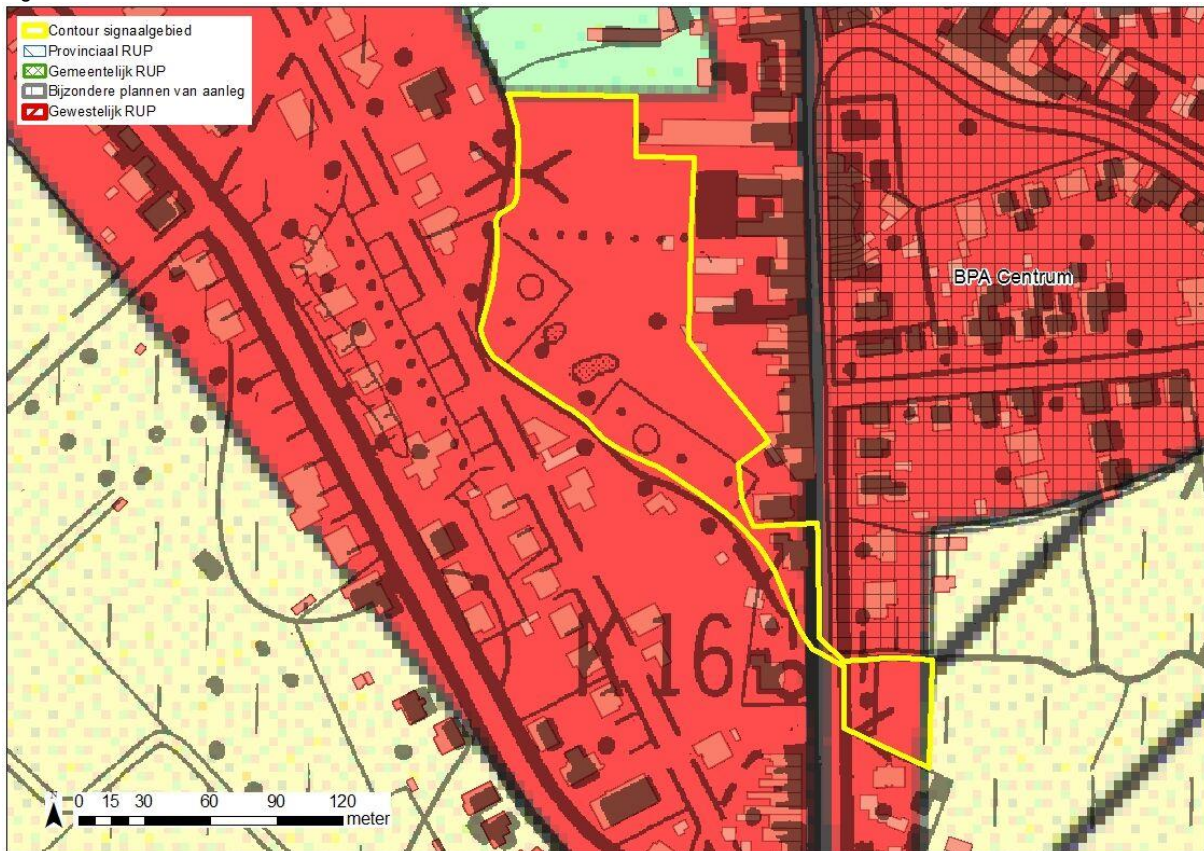 Contour signaalgebied
Provinciaal RUP
Gemeentelijk RUP
Bijzondere plannen van aanleg
Gewestelijk RUP
BPA Centrum
N 16
N
0 15 30 60 90 120
meter